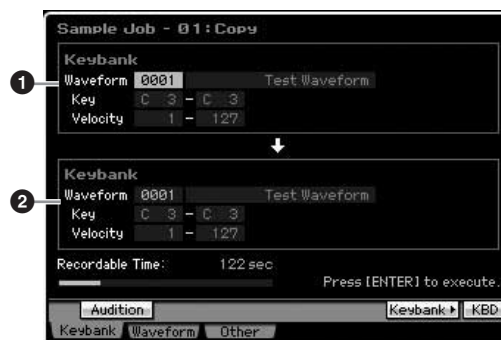 Sample Job - 01:Copy
Keybank
1 Waveform 0001 Test Waveform
Key C 3 - C 3
Velocity 1 - 127
Keybank
2 Waveform 0001 Test Waveform
Key C 3 - C 3
Velocity 1 - 127
Recordable Time: 122 sec
Press [ENTER] to execute.
Audition Keybank KBD
Keybank Waveform Other